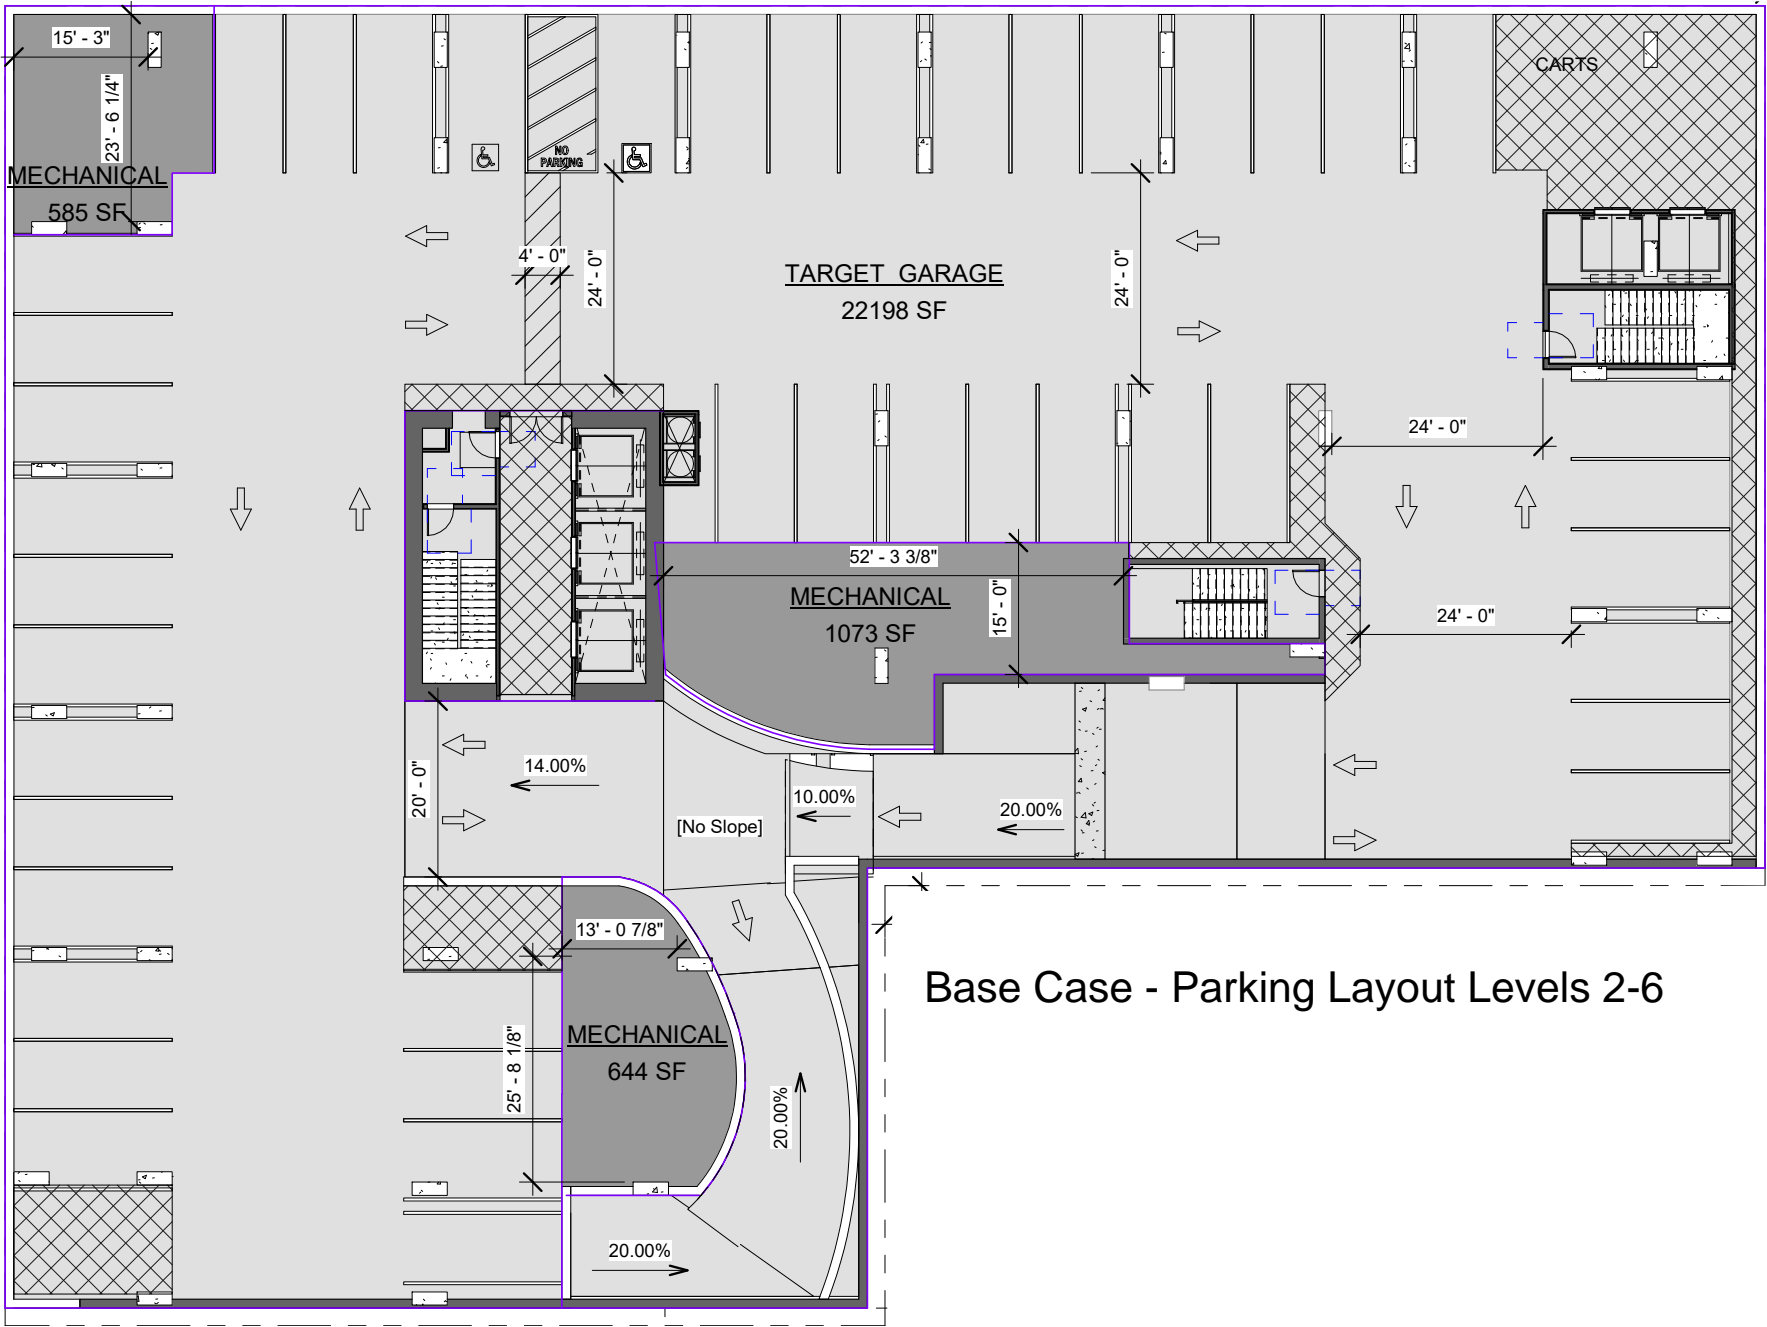 15' - 3"
23' - 6 1/4"
MECHANICAL
585 SF
NO
PARKING
CARTS
4' - 0"
24' - 0"
TARGET GARAGE
22198 SF
24' - 0"
24' - 0"
52' - 3 3/8"
MECHANICAL
1073 SF
15' - 0"
24' - 0"
20' - 0"
14.00%
[No Slope]
10.00%
20.00%
13' - 0 7/8"
25' - 8 1/8"
MECHANICAL
644 SF
20.00%
20.00%
Base Case - Parking Layout Levels 2-6